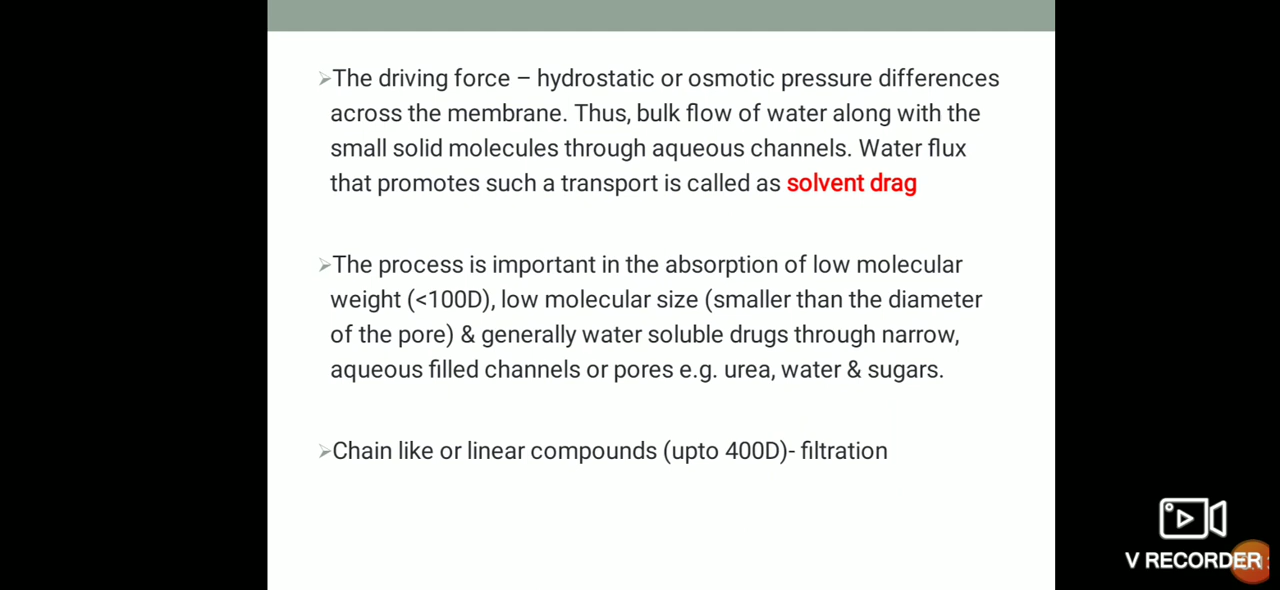 The driving force – hydrostatic or osmotic pressure differences
across the membrane. Thus, bulk flow of water along with the
small solid molecules through aqueous channels. Water flux
that promotes such a transport is called as solvent drag
The process is important in the absorption of low molecular
weight (<100D), low molecular size (smaller than the diameter
of the pore) & generally water soluble drugs through narrow,
aqueous filled channels or pores e.g. urea, water & sugars.
Chain like or linear compounds (upto 400D)- filtration
V RECORDER